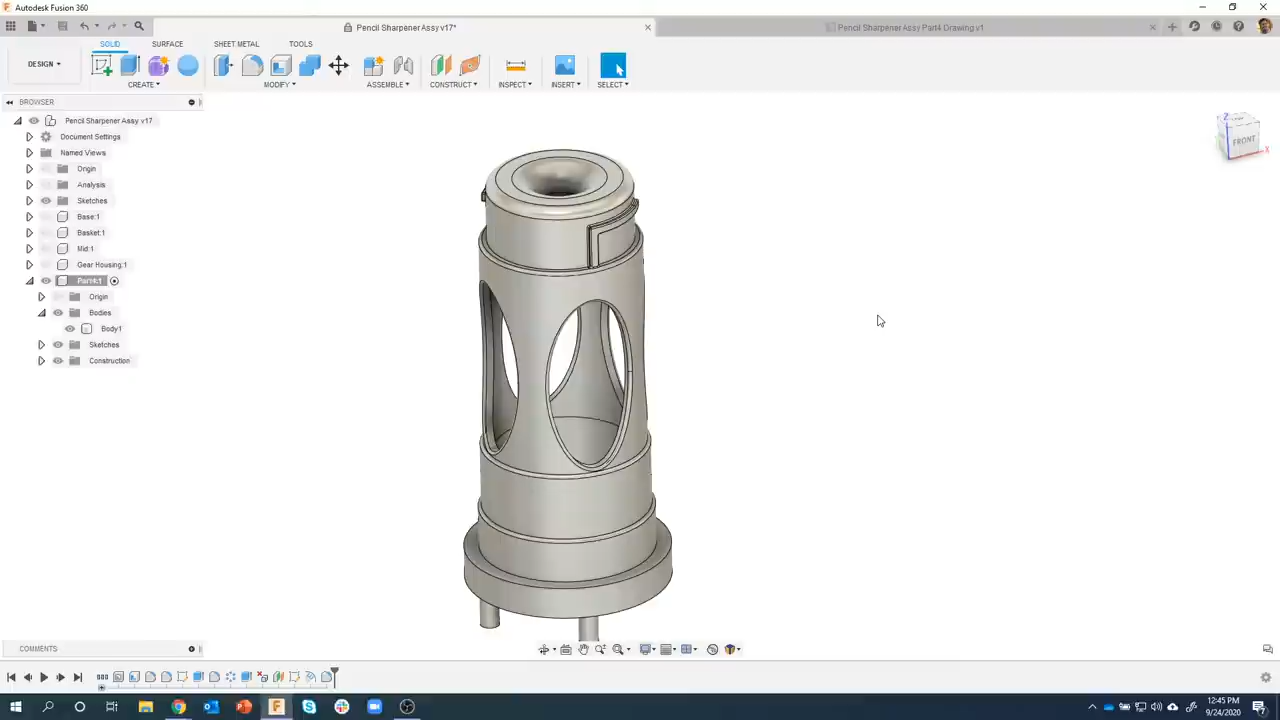 Autodesk Fusion 360
Pencil Sharpener Assy v17*
Pencil Sharpener Assy Part4 Drawing v1
SOLID
SURFACE
SHEET METAL
TOOLS
DESIGN
CREATE
MODIFY
ASSEMBLE
CONSTRUCT
INSPECT
INSERT
SELECT
BROWSER
Pencil Sharpener Assy v17
Document Settings
Named Views
Origin
Analysis
Sketches
Base:1
Basket:1
Mid:1
Gear Housing:1
Part4:1
Origin
Bodies
Body1
Sketches
Construction
Z
FRONT
X
COMMENTS
12:45 PM
9/24/2020